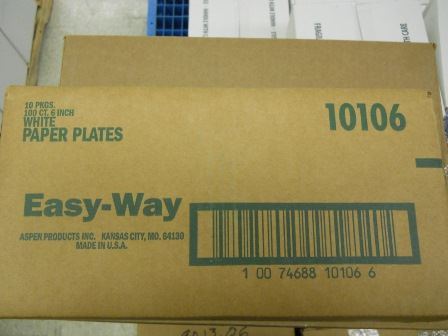 10 PKGS.
100 CT. 6 INCH
WHITE
PAPER PLATES
10106
Easy-Way
ASPEN PRODUCTS INC. KANSAS CITY, MO. 64130
MADE IN U.S.A.
1 00 74688 10106 6